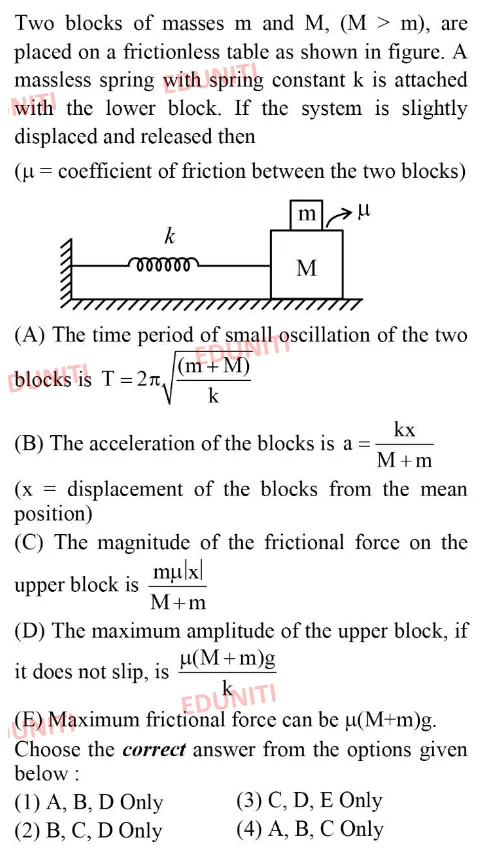 Two blocks of masses m and M, (M > m), are
placed on a frictionless table as shown in figure. A
massless spring with spring constant k is attached
with the lower block. If the system is slightly
displaced and released then
(μ = coefficient of friction between the two blocks)
m μ
k
M
(A) The time period of small oscillation of the two
blocks is T = 2π√((m + M)/k)
(B) The acceleration of the blocks is a = kx/(M + m)
(x = displacement of the blocks from the mean
position)
(C) The magnitude of the frictional force on the
upper block is mμ|x|/(M + m)
(D) The maximum amplitude of the upper block, if
it does not slip, is μ(M + m)g/k
(E) Maximum frictional force can be μ(M+m)g.
Choose the correct answer from the options given
below :
(1) A, B, D Only (3) C, D, E Only
(2) B, C, D Only (4) A, B, C Only
EDUNITI
UNITI
EDUNITI
DUNITI
EDUNITI
DUNITI